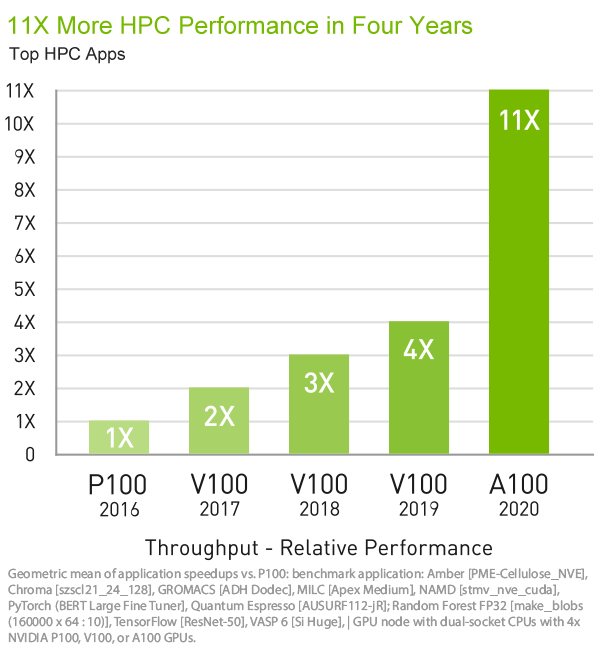 11X More HPC Performance in Four Years
Top HPC Apps
11X
10X
9X
8X
7X
6X
5X
4X
3X
2X
1X
0
1X
2X
3X
4X
11X
P100 V100 V100 V100 A100
2016 2017 2018 2019 2020
Throughput - Relative Performance
Geometric mean of application speedups vs. P100: benchmark application: Amber [PME-Cellulose_NVE],
Chroma [szscl21_24_128], GROMACS [ADH Dodec], MILC [Apex Medium], NAMD [stmv_nve_cuda],
PyTorch (BERT Large Fine Tuner], Quantum Espresso [AUSURF112-jR]; Random Forest FP32 [make_blobs
(160000 x 64 : 10)], TensorFlow [ResNet-50], VASP 6 [Si Huge], | GPU node with dual-socket CPUs with 4x
NVIDIA P100, V100, or A100 GPUs.